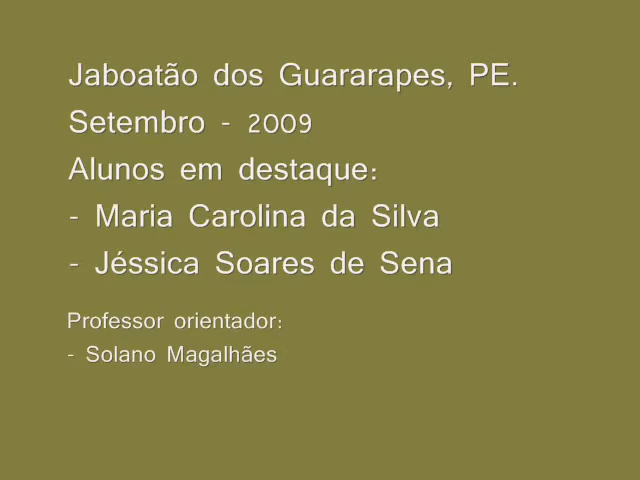 Jaboatão dos Guararapes, PE.
Setembro - 2009
Alunos em destaque:
- Maria Carolina da Silva
- Jéssica Soares de Sena
Professor orientador:
- Solano Magalhães